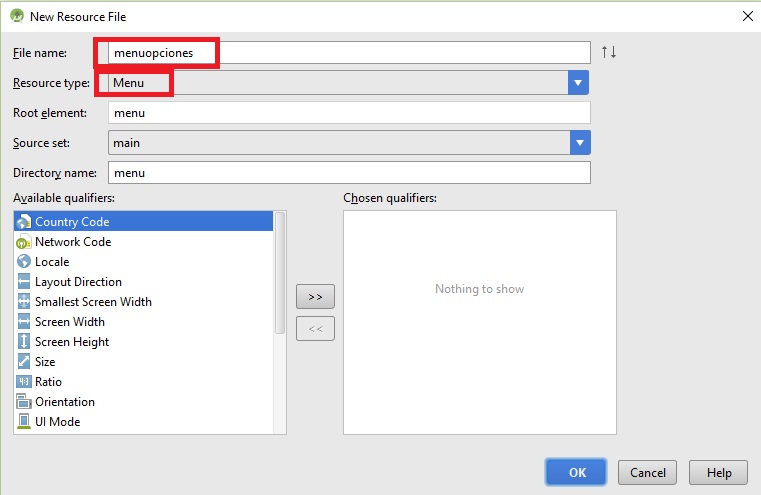 New Resource File
File name: menuopciones
Resource type: Menu
Root element: menu
Source set: main
Directory name: menu
Available qualifiers: Chosen qualifiers:
Country Code
Network Code
Locale
Layout Direction
Smallest Screen Width
Screen Width
Screen Height
Size
Ratio
Orientation
UI Mode
>>
<<
Nothing to show
OK Cancel Help